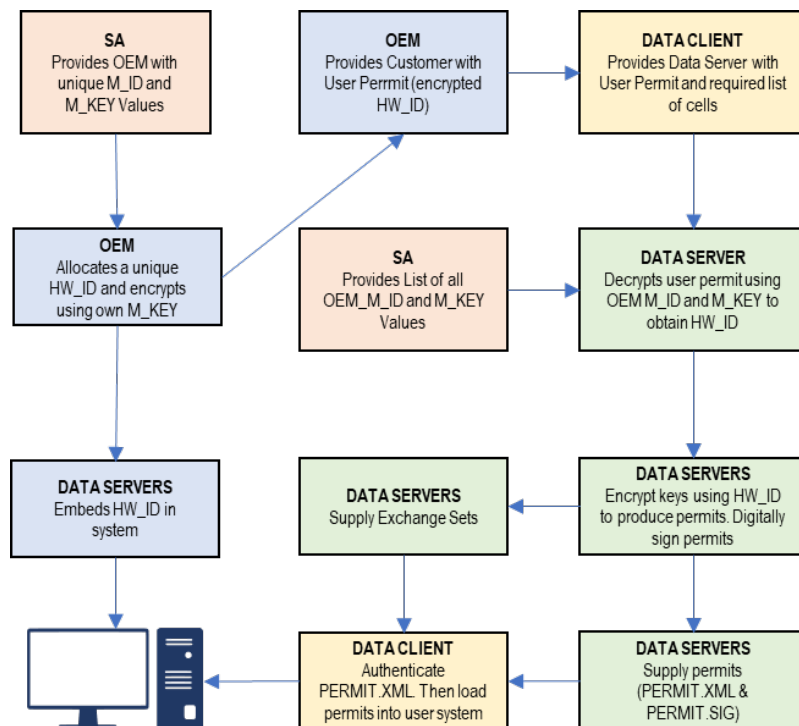 SA
Provides OEM with
unique M_ID and
M_KEY Values
OEM
Provides Customer with
User Perrmit (encrypted
HW_ID)
DATA CLIENT
Provides Data Server with
User Permit and required list
of cells
OEM
Allocates a unique
HW_ID and encrypts
using own M_KEY
SA
Provides List of all
OEM_M_ID and M_KEY
Values
DATA SERVER
Decrypts user permit using
OEM M_ID and M_KEY to
obtain HW_ID
DATA SERVERS
Embeds HW_ID in
system
DATA SERVERS
Supply Exchange Sets
DATA SERVERS
Encrypt keys using HW_ID
to produce permits. Digitally
sign permits
DATA CLIENT
Authenticate
PERMIT.XML. Then load
permits into user system
DATA SERVERS
Supply permits
(PERMIT.XML &
PERMIT.SIG)